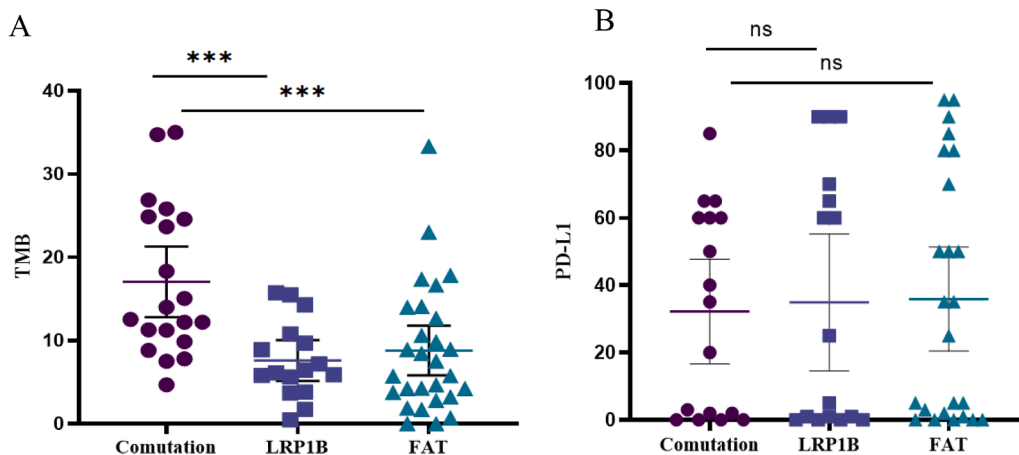 A
***
***
TMB
40
30
20
10
0
Comutation LRP1B FAT
B
ns
ns
PD-L1
100
80
60
40
20
0
Comutation LRP1B FAT